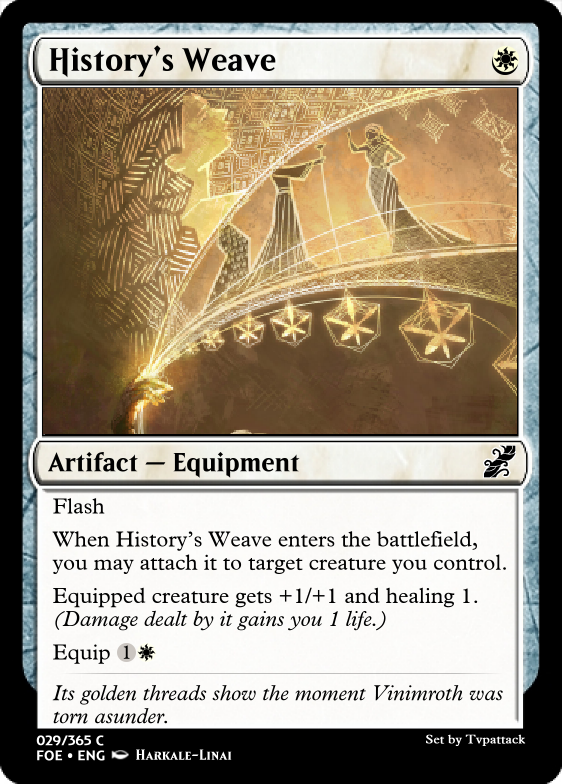 History's Weave
Artifact — Equipment
Flash
When History's Weave enters the battlefield,
you may attach it to target creature you control.
Equipped creature gets +1/+1 and healing 1.
(Damage dealt by it gains you 1 life.)
Equip 1
Its golden threads show the moment Vinimroth was
torn asunder.
029/365 C
FOE • ENG Harkale-Linai
Set by Tvpattack